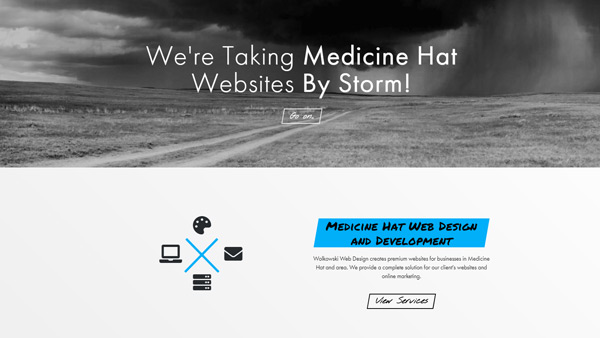 We're Taking Medicine Hat
Websites By Storm!
Go on.
Medicine Hat Web Design
and Development
Walkowski Web Design creates premium websites for businesses in Medicine
Hat and area. We provide a complete solution for our client's websites and
online marketing.
View Services